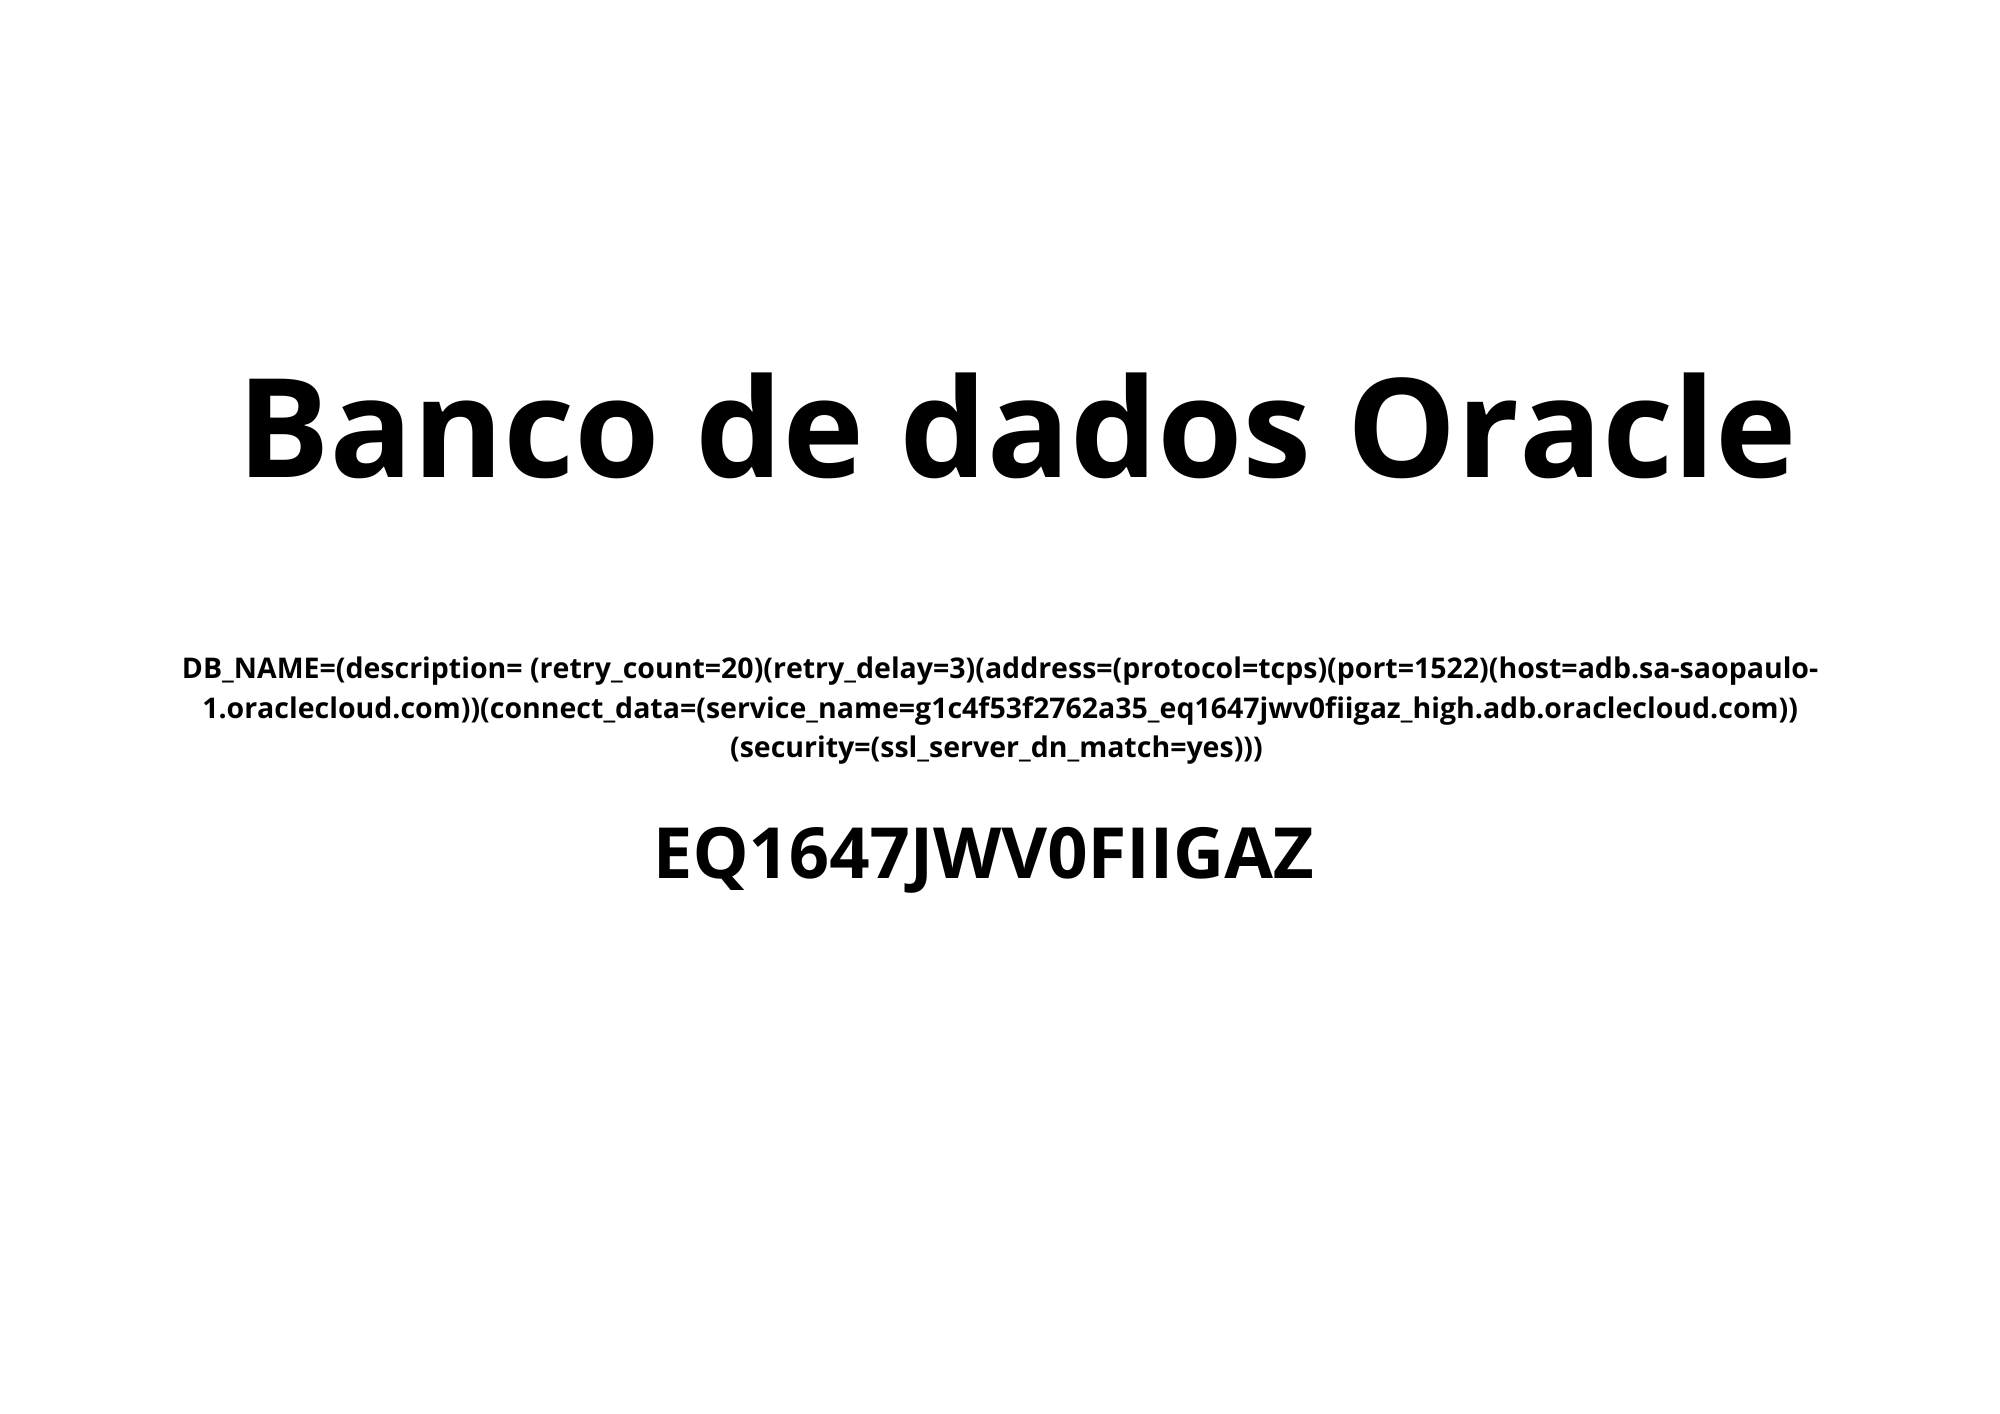 Banco de dados Oracle
DB_NAME=(description= (retry_count=20)(retry_delay=3)(address=(protocol=tcps)(port=1522)(host=adb.sa-saopaulo-
1.oraclecloud.com))(connect_data=(service_name=g1c4f53f2762a35_eq1647jwv0fiigaz_high.adb.oraclecloud.com))
(security=(ssl_server_dn_match=yes)))
EQ1647JWV0FIIGAZ